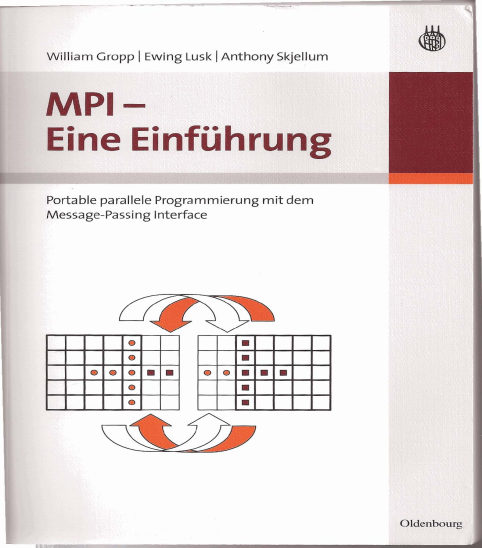 William Gropp | Ewing Lusk | Anthony Skjellum
MPI –
Eine Einführung
Portable parallele Programmierung mit dem
Message-Passing Interface
Oldenbourg